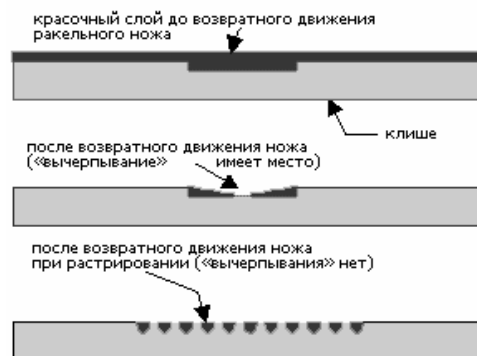 красочный слой до возвратного движения
ракельного ножа
клише
после возвратного движения ножа
(«вычерпывание» имеет место)
после возвратного движения ножа
при растрировании («вычерпывания» нет)